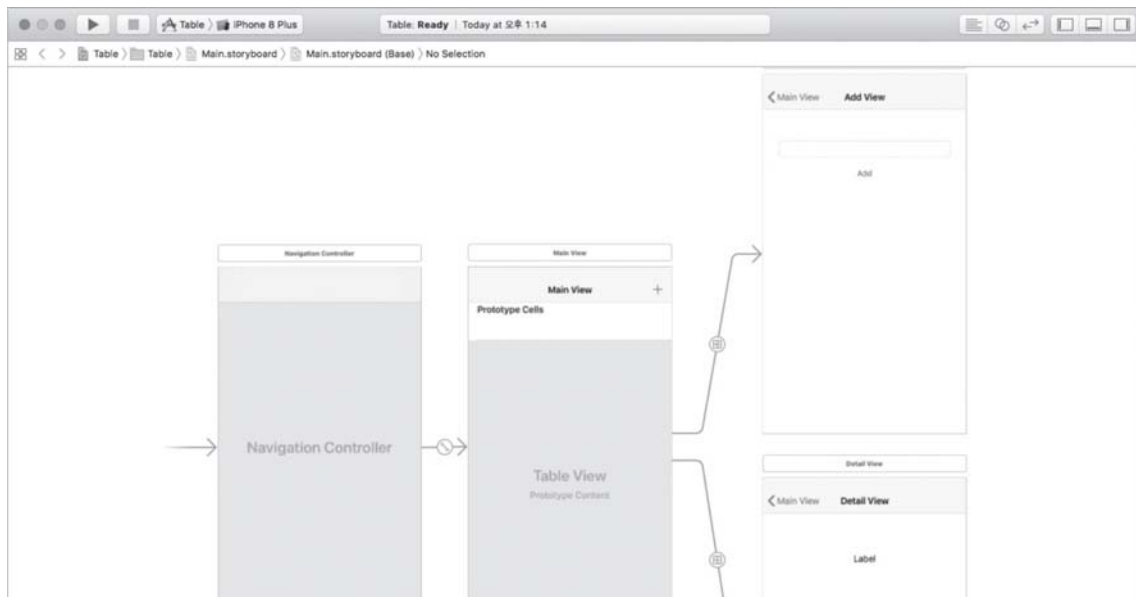 Table iPhone 8 Plus
Table: Ready | Today at 오후 1:14
Table Table Main.storyboard Main.storyboard (Base) No Selection
Main View Add View
Add
Navigation Controller
Main View
Main View +
Prototype Cells
Navigation Controller
Table View
Prototype Content
Detail View
Main View Detail View
Label